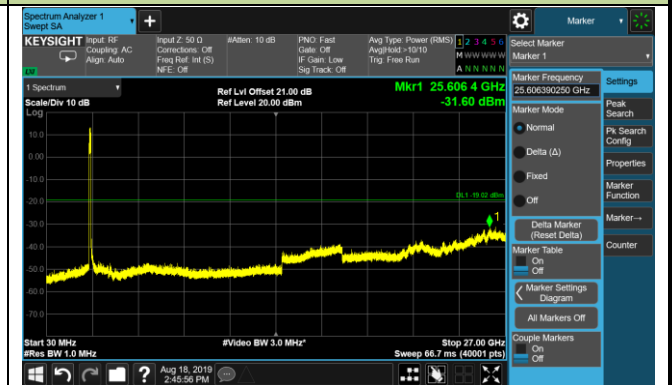 Spectrum Analyzer 1
Swept SA
Marker
KEYSIGHT
Input: RF
Coupling: AC
Align: Auto
Input Z: 50 Ω
Corrections: Off
Freq Ref: Int (S)
NFE: Off
#Atten: 10 dB
PNO: Fast
Gate: Off
IF Gain: Low
Sig Track: Off
Avg Type: Power (RMS)
Avg|Hold:>10/10
Trig: Free Run
1 2 3 4 5 6
M W W W W W
A N N N N N
Select Marker
Marker 1
1 Spectrum
Scale/Div 10 dB
Log
Ref Lvl Offset 21.00 dB
Ref Level 20.00 dBm
Mkr1 25.606 4 GHz
-31.60 dBm
10.0
0.00
-10.0
-20.0
-30.0
-40.0
-50.0
-60.0
-70.0
DL1 -19.02 dBm
1
Start 30 MHz
#Res BW 1.0 MHz
#Video BW 3.0 MHz*
Stop 27.00 GHz
Sweep 66.7 ms (40001 pts)
Marker Frequency
25.606390250 GHz
Marker Mode
Normal
Delta (Δ)
Fixed
Off
Delta Marker
(Reset Delta)
Marker Table
On
Off
Marker Settings
Diagram
All Markers Off
Couple Markers
On
Off
Settings
Peak
Search
Pk Search
Config
Properties
Marker
Function
Marker→
Counter
Aug 18, 2019
2:45:56 PM